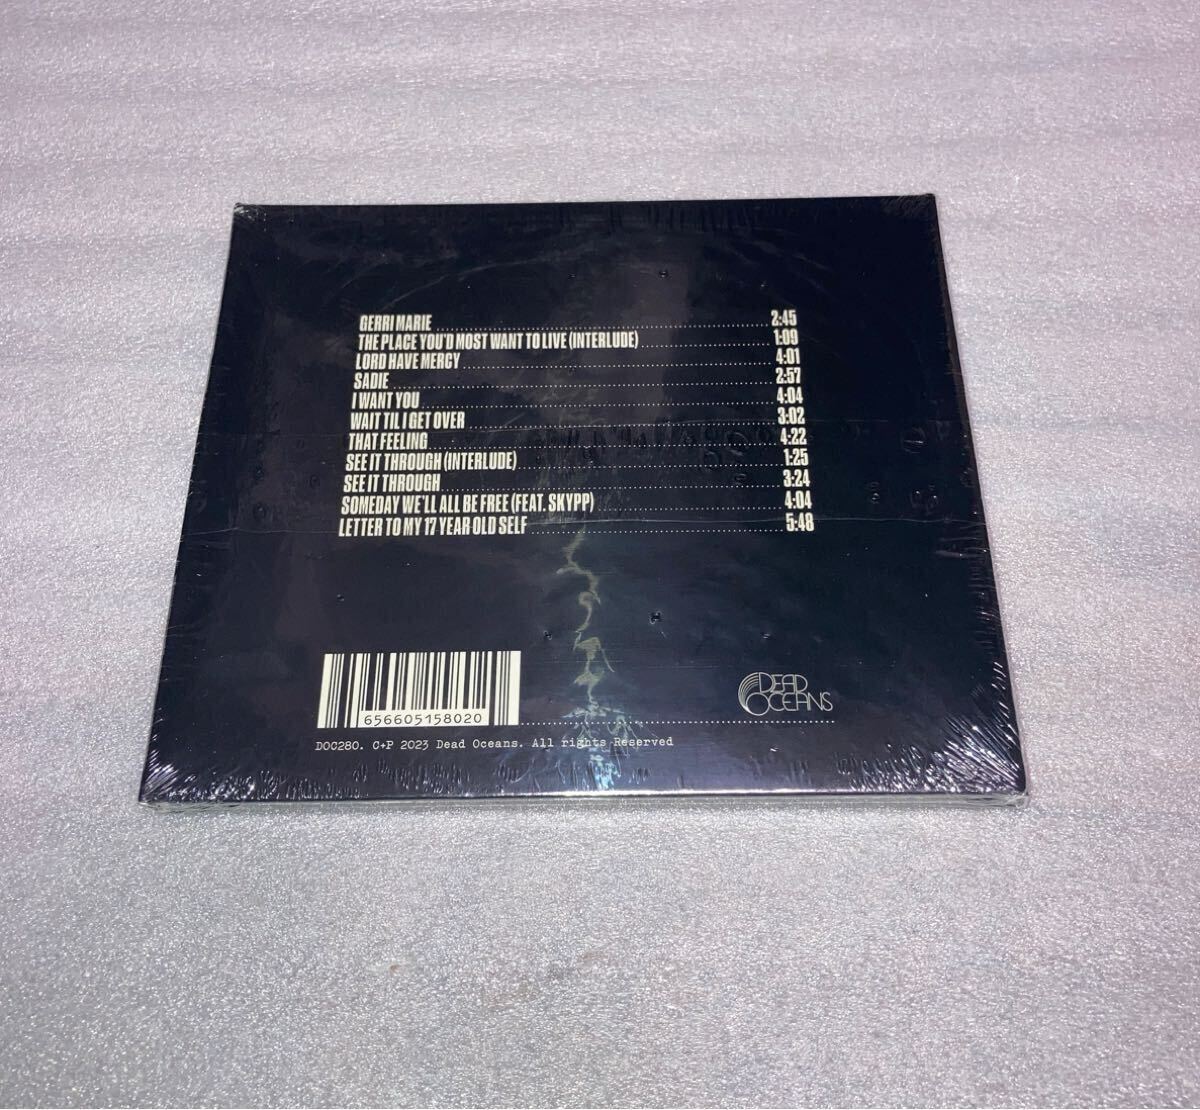 GERRI MARIE 2:45
THE PLACE YOU'D MOST WANT TO LIVE (INTERLUDE) 1:09
LORD HAVE MERCY 4:01
SADIE 2:57
I WANT YOU 4:04
WAIT TIL I GET OVER 3:02
THAT FEELING 4:22
SEE IT THROUGH (INTERLUDE) 1:25
SEE IT THROUGH 3:24
SOMEDAY WE'LL ALL BE FREE (FEAT. SKYPP) 4:04
LETTER TO MY 17 YEAR OLD SELF 5:48
656605158020
DEAD
OCEANS
DOC280. C+P 2023 Dead Oceans. All rights Reserved